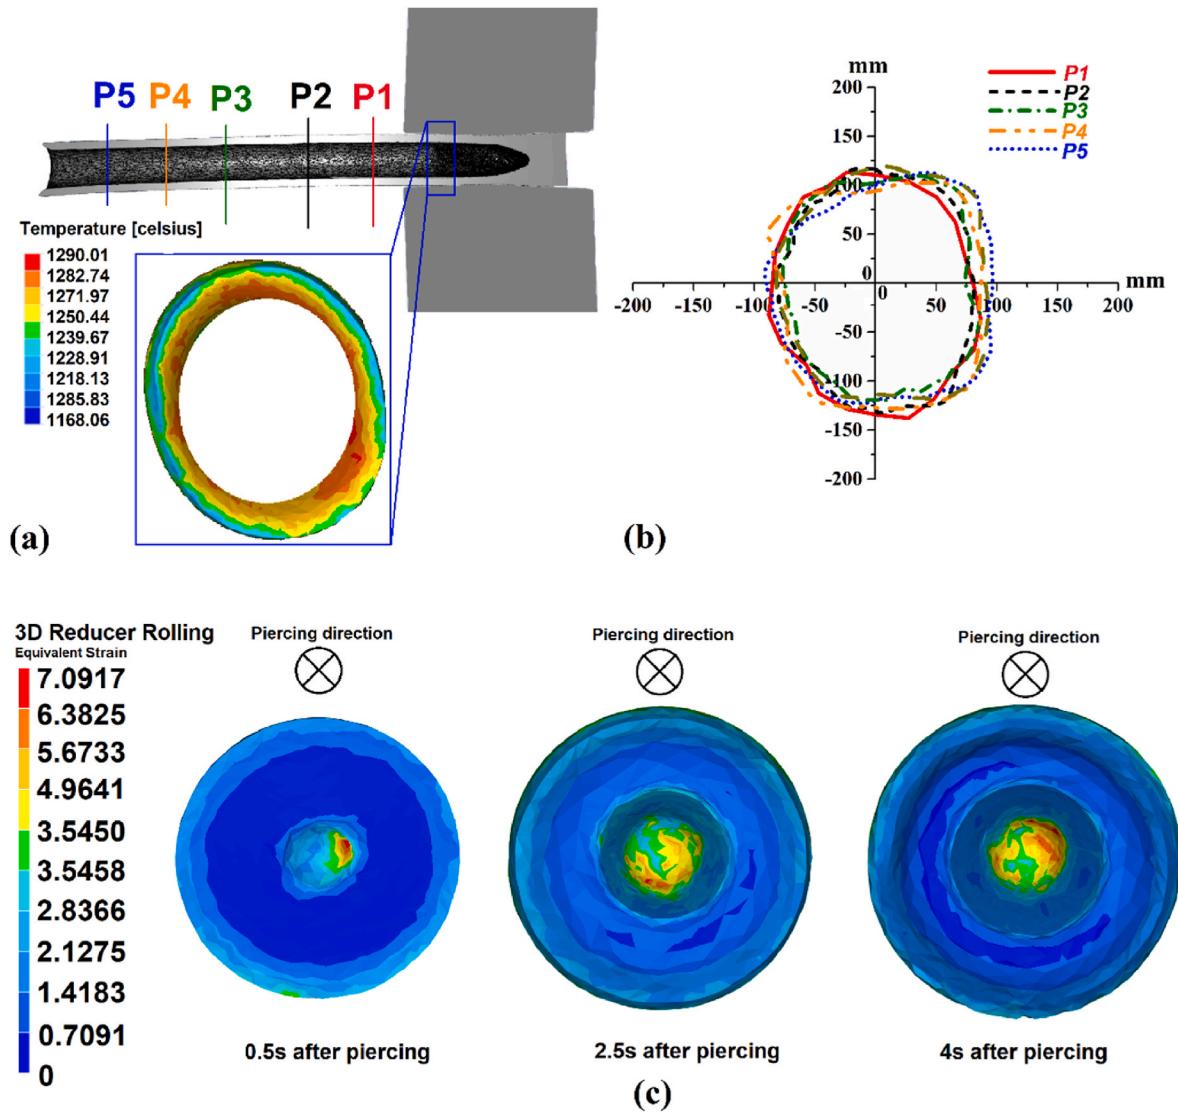 P5 P4 P3 P2 P1
Temperature [celsius]
1290.01
1282.74
1271.97
1250.44
1239.67
1228.91
1218.13
1285.83
1168.06
(a)
mm
200
150
100
50
0
-200 -150 -100 -50 0 50 100 150 200
mm
-50
-100
-150
-200
P1
P2
P3
P4
P5
(b)
3D Reducer Rolling
Equivalent Strain
7.0917
6.3825
5.6733
4.9641
3.5450
3.5458
2.8366
2.1275
1.4183
0.7091
0
Piercing direction
Piercing direction
Piercing direction
0.5s after piercing
2.5s after piercing
4s after piercing
(c)